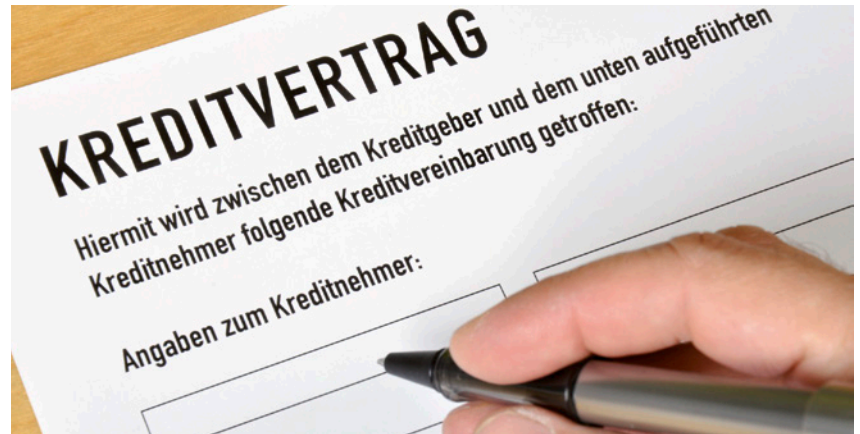 KREDITVERTRAG
Hiermit wird zwischen dem Kreditgeber und dem unten aufgeführten
Kreditnehmer folgende Kreditvereinbarung getroffen:
Angaben zum Kreditnehmer: